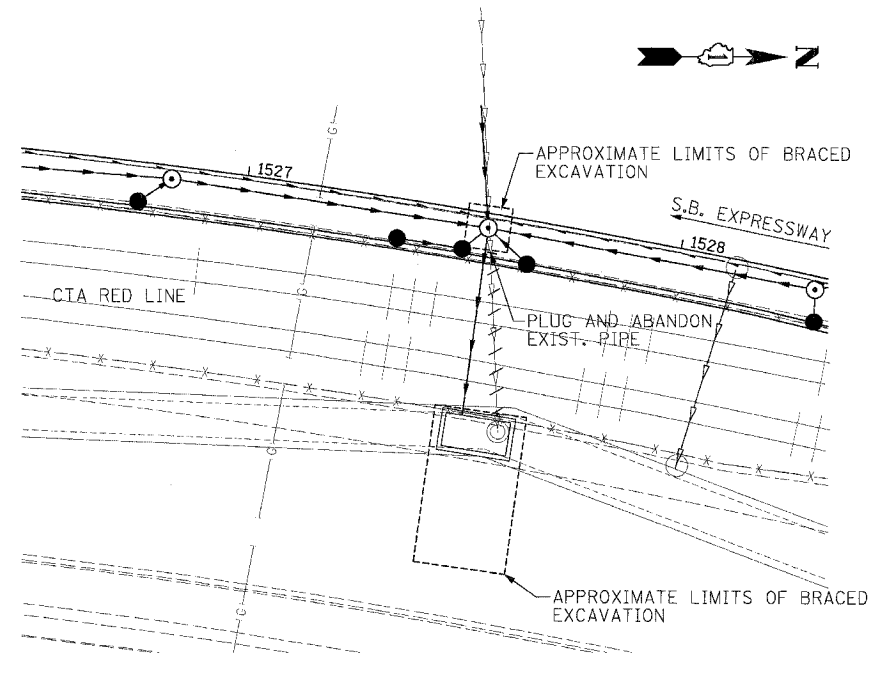 N
G
1527
APPROXIMATE LIMITS OF BRACED
EXCAVATION
S.B. EXPRESSWAY
1528
CTA RED LINE
G
PLUG AND ABANDON
EXIST. PIPE
G
APPROXIMATE LIMITS OF BRACED
EXCAVATION
G